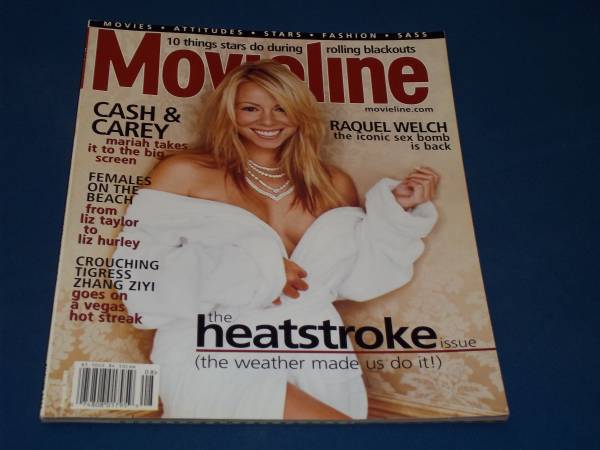 MOVIES • ATTITUDES • STARS • FASHION • SASS
10 things stars do during rolling blackouts
Movieline
movieline.com
CASH &
CAREY
mariah takes
it to the big
screen
RAQUEL WELCH
the iconic sex bomb
is back
FEMALES
ON THE
BEACH
from
liz taylor
to
liz hurley
CROUCHING
TIGRESS
ZHANG ZIYI
goes on
a vegas
hot streak
the
heatstroke issue
(the weather made us do it!)
08>